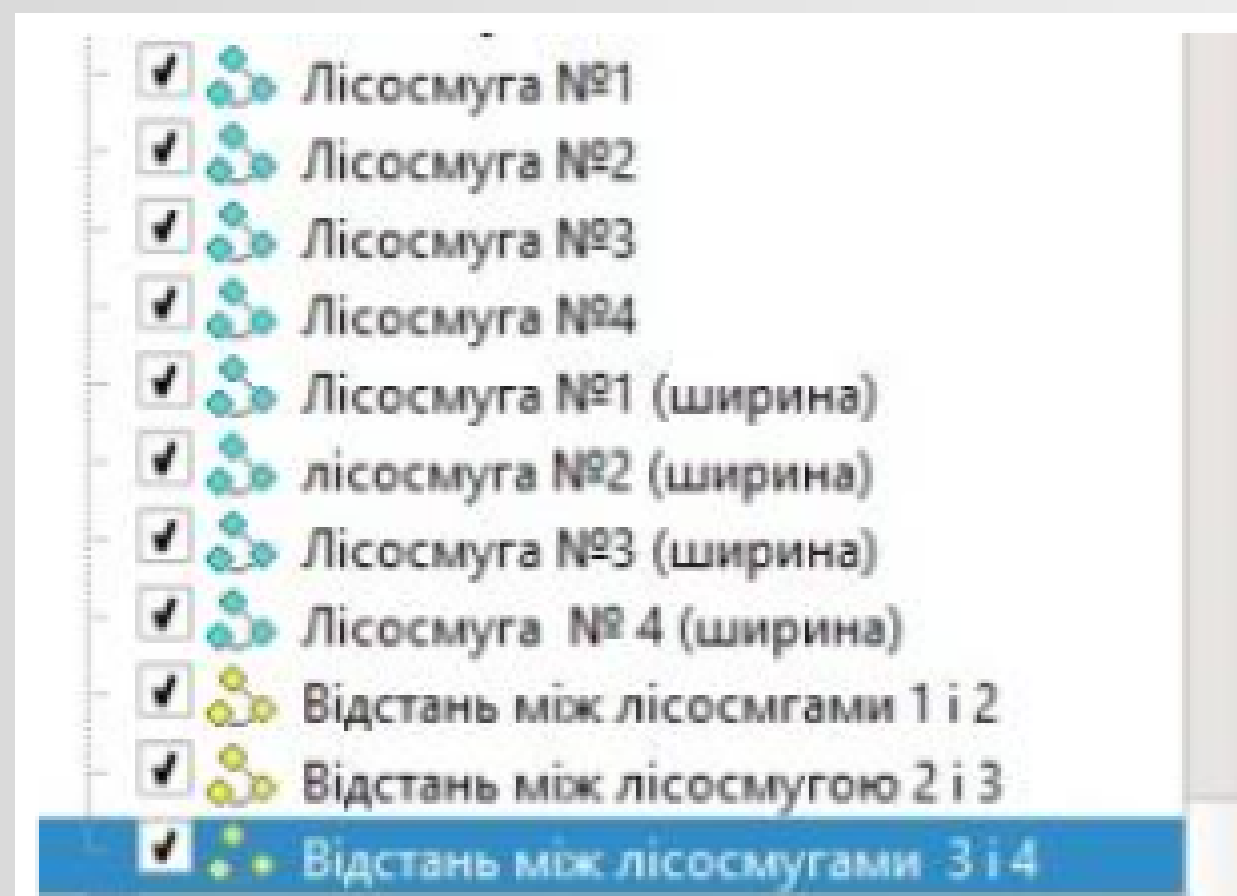 Лісосмуга №1
Лісосмуга №2
Лісосмуга №3
Лісосмуга №4
Лісосмуга №1 (ширина)
лісосмуга №2 (ширина)
Лісосмуга №3 (ширина)
Лісосмуга № 4 (ширина)
Відстань між лісосмгами 1 і 2
Відстань між лісосмугою 2 і 3
Відстань між лісосмугами 3 і 4